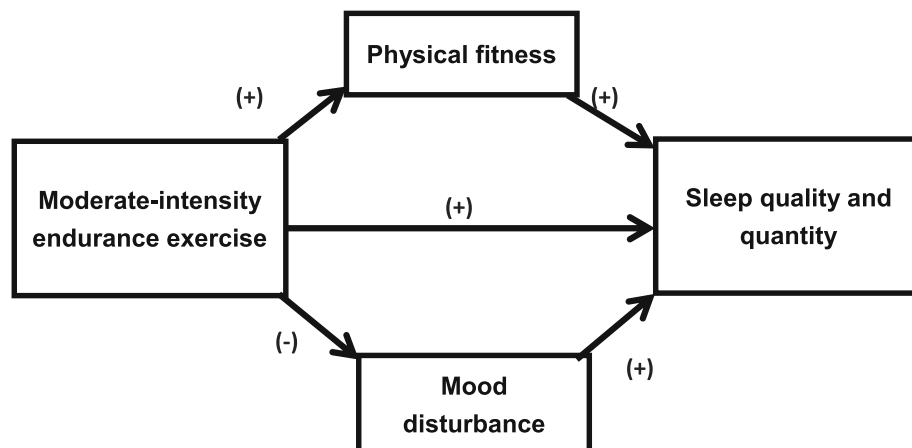 Physical fitness
(+)
(+)
Moderate-intensity
endurance exercise
(+)
Sleep quality and
quantity
(-)
(+)
Mood
disturbance